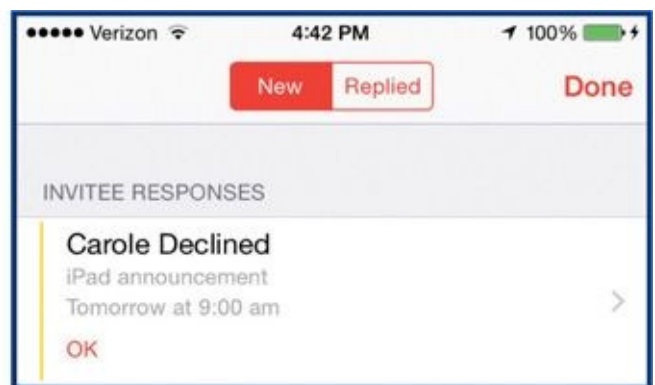 Verizon 4:42 PM 100%
New Replied Done
INVITEE RESPONSES
Carole Declined
iPad announcement
Tomorrow at 9:00 am
OK